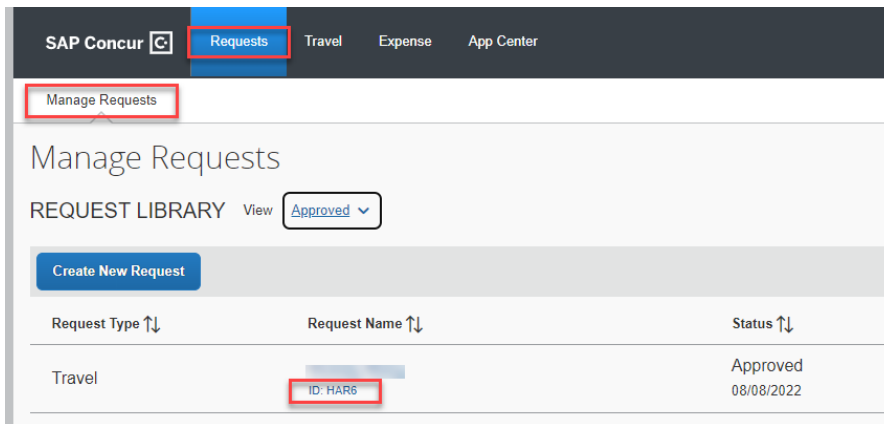 SAP Concur C Requests Travel Expense App Center
Manage Requests
Manage Requests
REQUEST LIBRARY View Approved
Create New Request
Request Type Request Name Status
Travel Approved
ID: HAR6 08/08/2022